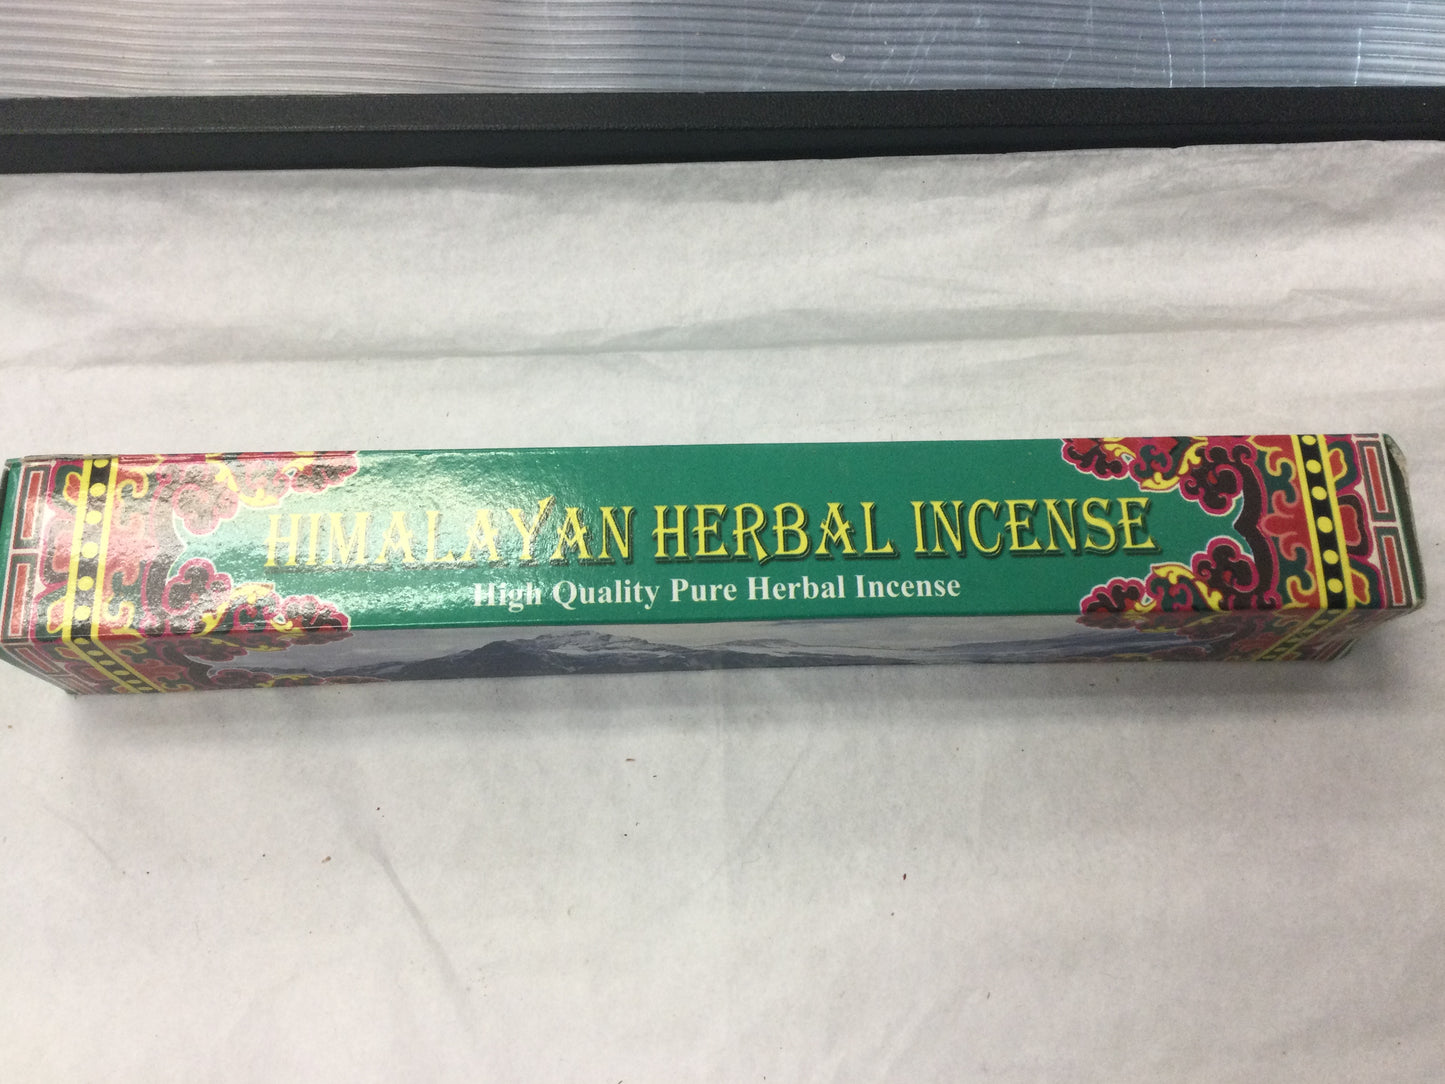 HIMALAYAN HERBAL INCENSE
High Quality Pure Herbal Incense